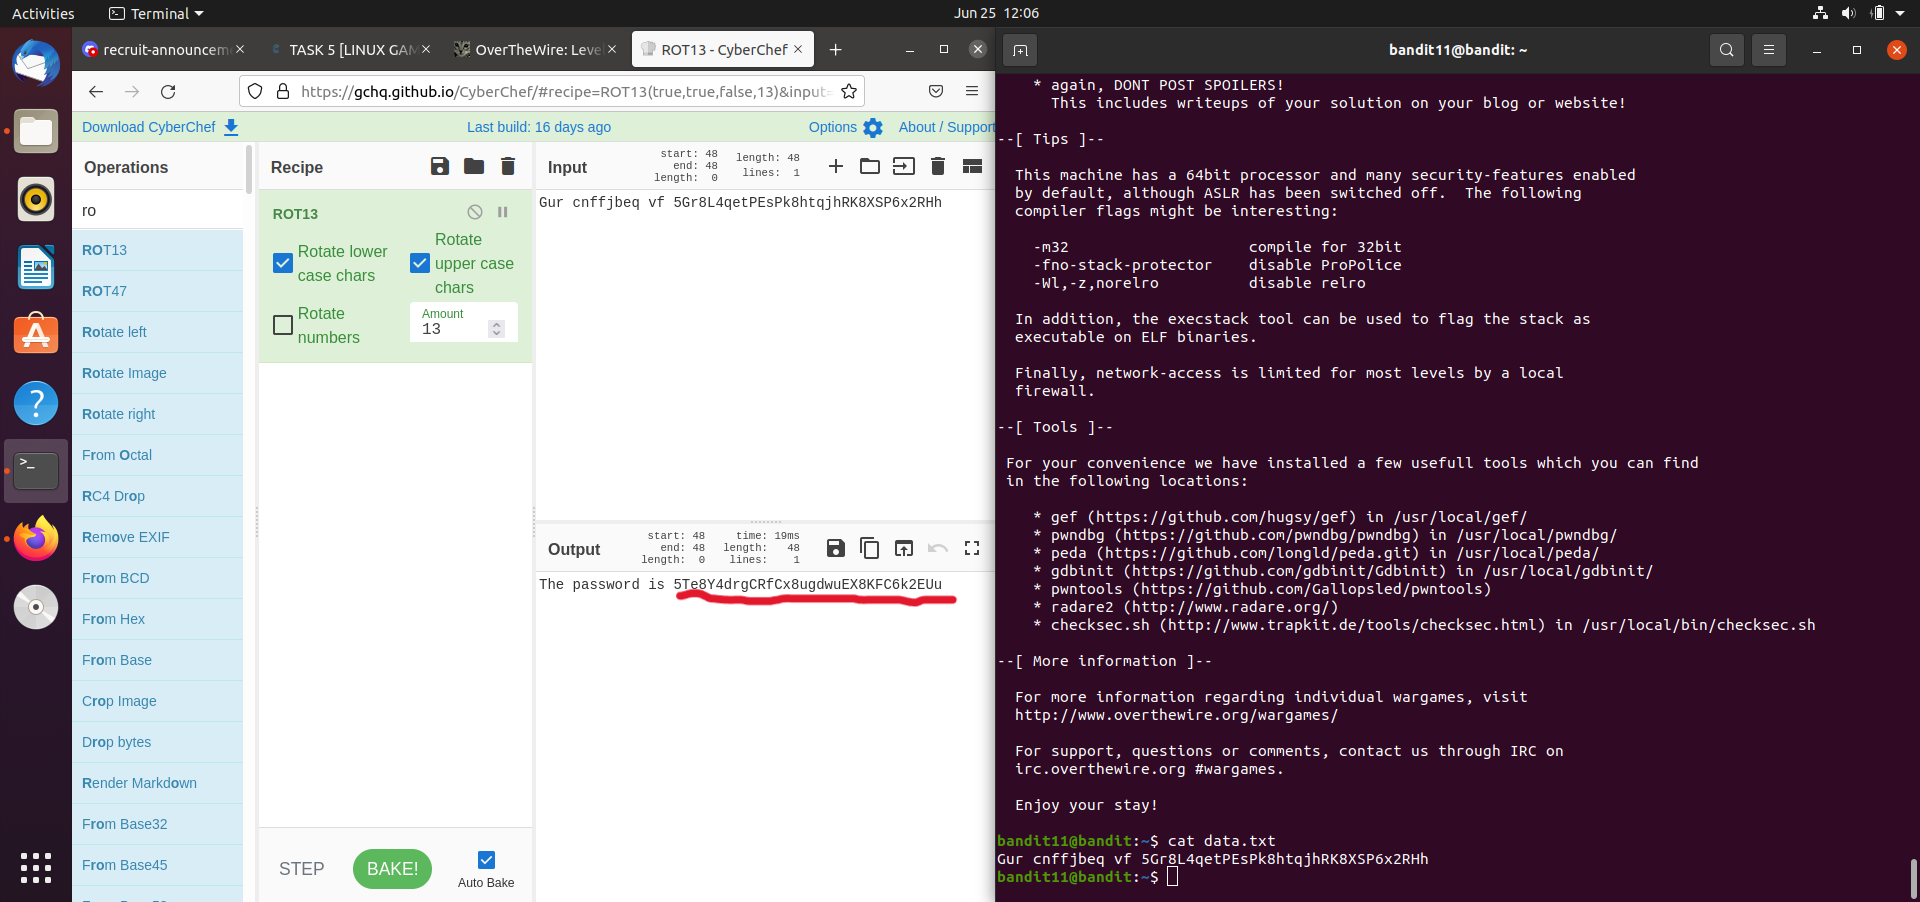 Activities
Terminal
Jun 25 12:06
recruit-announcem
TASK 5 [LINUX GAM
OverTheWire: Leve
ROT13 - CyberChef
https://gchq.github.io/CyberChef/#recipe=ROT13(true,true,false,13)&input=
Download CyberChef
Last build: 16 days ago
Options
About / Support
Operations
ro
ROT13
ROT47
Rotate left
Rotate Image
Rotate right
From Octal
RC4 Drop
Remove EXIF
From BCD
From Hex
From Base
Crop Image
Drop bytes
Render Markdown
From Base32
From Base45
Recipe
ROT13
Rotate lower case chars
Rotate upper case chars
Rotate numbers
Amount
13
STEP
BAKE!
Auto Bake
Input
start: 48
end: 48
length: 0
length: 48
lines: 1
Gur cnffjbeq vf 5Gr8L4qetPEsPk8htqjhRK8XSP6x2RHh
Output
start: 48
end: 48
length: 0
time: 19ms
length: 48
lines: 1
The password is 5Te8Y4drgCRfCx8ugdwuEX8KFC6k2EUu
bandit11@bandit: ~
* again, DONT POST SPOILERS!
This includes writeups of your solution on your blog or website!
--[ Tips ]--
This machine has a 64bit processor and many security-features enabled
by default, although ASLR has been switched off.  The following
compiler flags might be interesting:
-m32                    compile for 32bit
-fno-stack-protector    disable ProPolice
-Wl,-z,norelro          disable relro
In addition, the execstack tool can be used to flag the stack as
executable on ELF binaries.
Finally, network-access is limited for most levels by a local
firewall.
--[ Tools ]--
For your convenience we have installed a few usefull tools which you can find
in the following locations:
* gef (https://github.com/hugsy/gef) in /usr/local/gef/
* pwndbg (https://github.com/pwndbg/pwndbg) in /usr/local/pwndbg/
* peda (https://github.com/longld/peda.git) in /usr/local/peda/
* gdbinit (https://github.com/gdbinit/Gdbinit) in /usr/local/gdbinit/
* pwntools (https://github.com/Gallopsled/pwntools)
* radare2 (http://www.radare.org/)
* checksec.sh (http://www.trapkit.de/tools/checksec.html) in /usr/local/bin/checksec.sh
--[ More information ]--
For more information regarding individual wargames, visit
http://www.overthewire.org/wargames/
For support, questions or comments, contact us through IRC on
irc.overthewire.org #wargames.
Enjoy your stay!
bandit11@bandit:~$ cat data.txt
Gur cnffjbeq vf 5Gr8L4qetPEsPk8htqjhRK8XSP6x2RHh
bandit11@bandit:~$